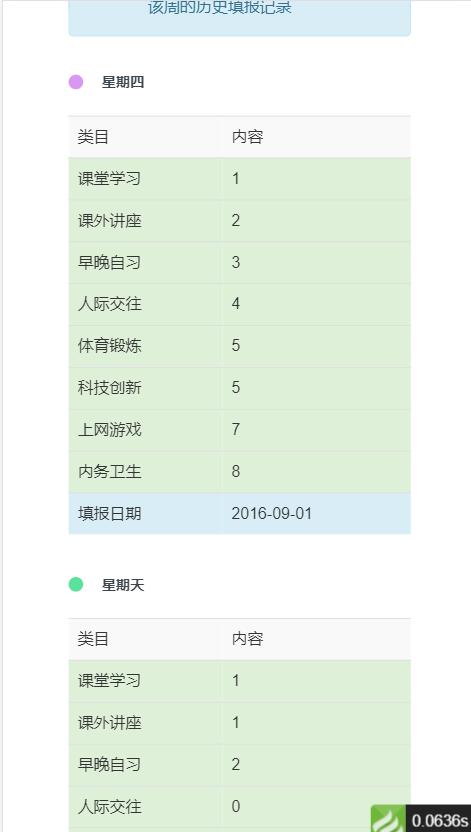 该周的历史填报记录
星期四
类目 内容
课堂学习 1
课外讲座 2
早晚自习 3
人际交往 4
体育锻炼 5
科技创新 5
上网游戏 7
内务卫生 8
填报日期 2016-09-01
星期天
类目 内容
课堂学习 1
课外讲座 1
早晚自习 2
人际交往 0
0.0636s